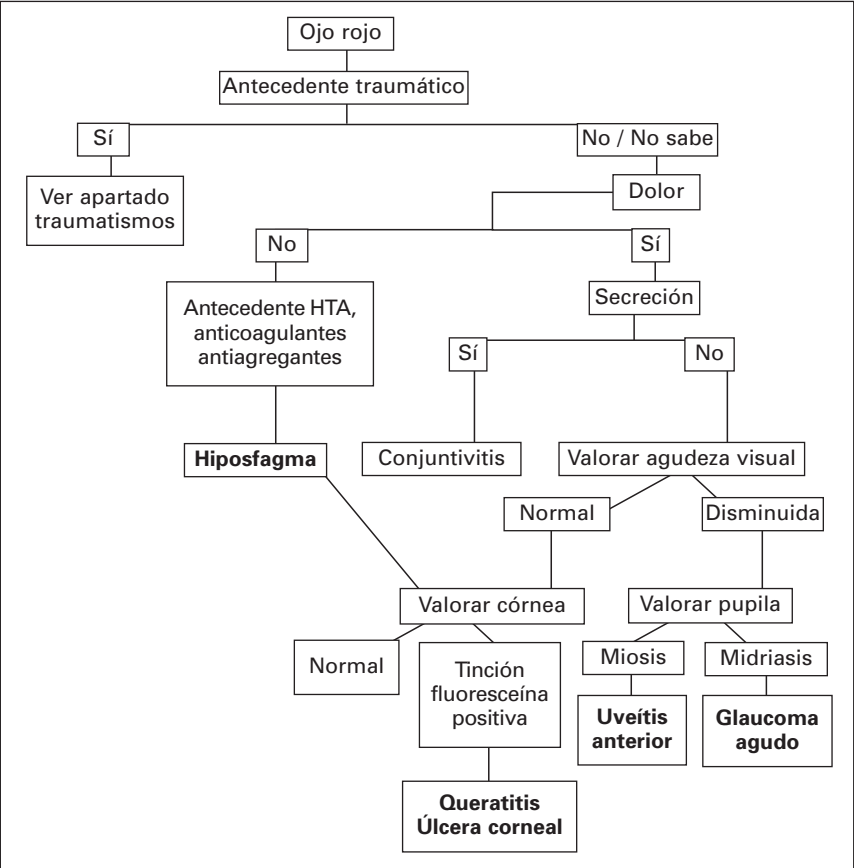 Ojo rojo
Antecedente traumático
Sí
No / No sabe
Ver apartado
traumatismos
Dolor
No
Sí
Antecedente HTA,
anticoagulantes
antiagregantes
Secreción
Sí
No
Hiposfagma
Conjuntivitis
Valorar agudeza visual
Normal
Disminuida
Valorar córnea
Valorar pupila
Normal
Tinción
fluoresceína
positiva
Miosis
Midriasis
Uveítis
anterior
Glaucoma
agudo
Queratitis
Úlcera corneal